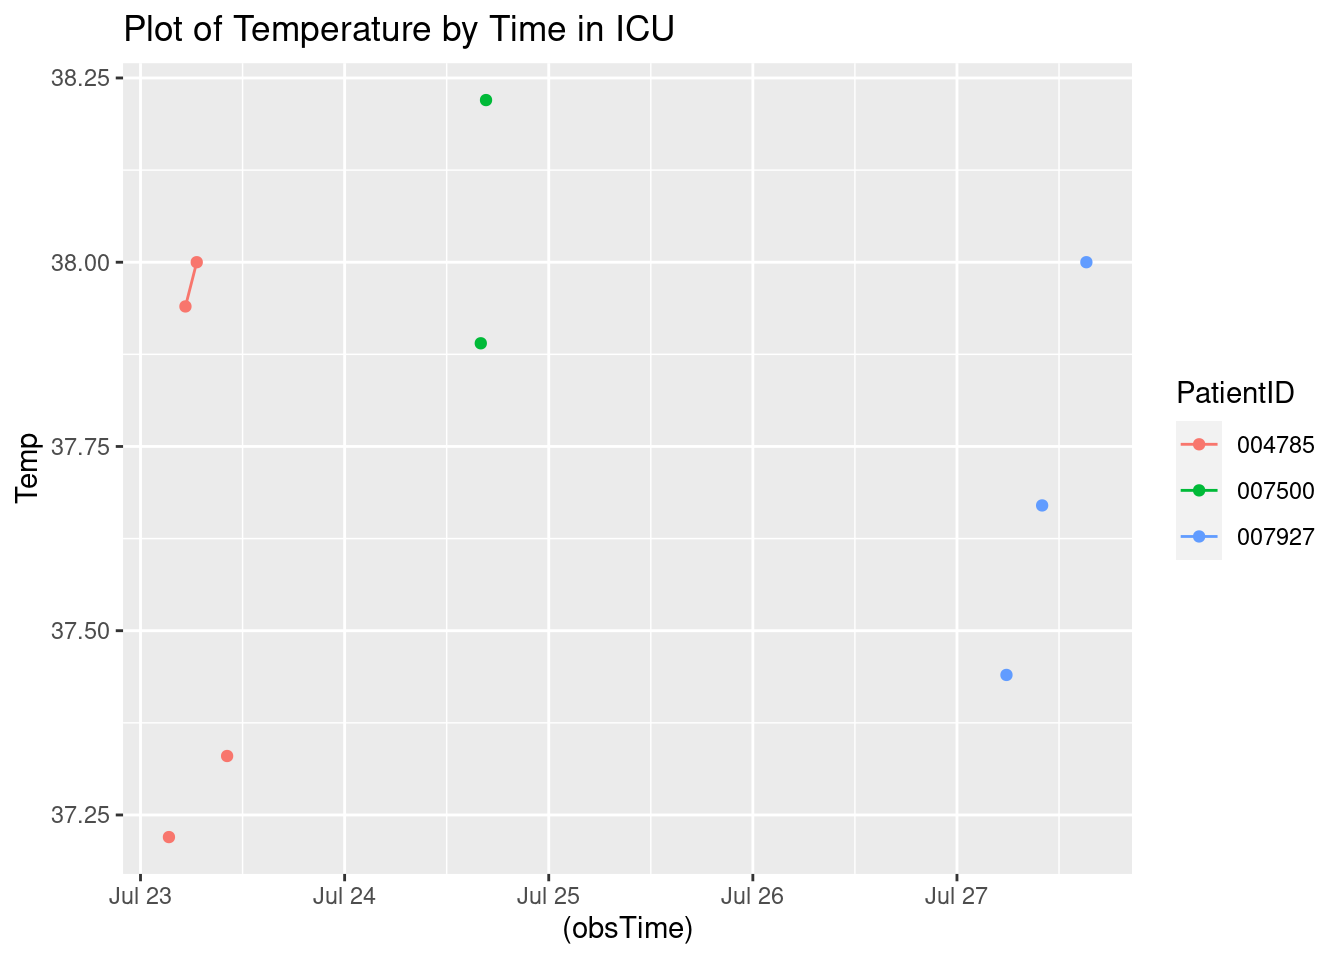 Plot of Temperature by Time in ICU
38.25
38.00
37.75
37.50
37.25
Temp
Jul 23
Jul 24
Jul 25
Jul 26
Jul 27
(obsTime)
PatientID
004785
007500
007927